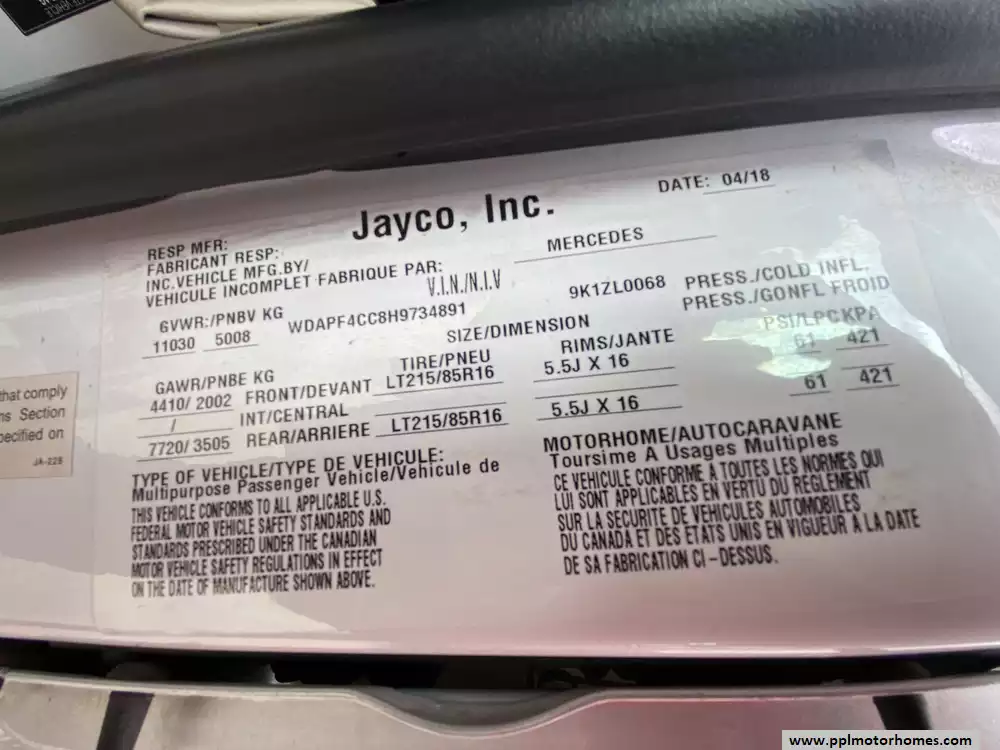 Jayco, Inc.
DATE: 04/18
RESP MFR:
FABRICANT RESP:
INC.VEHICLE MFG.BY/
VEHICULE INCOMPLET FABRIQUE PAR:
MERCEDES
V.I.N./N.I.V
GVWR:/PNBV KG
11030 5008
WDAPF4CC8H9734891
9K1ZL0068
PRESS./COLD INFL.
PRESS./GONFL FROID
SIZE/DIMENSION
PSI/LPC KPA
GAWR/PNBE KG
TIRE/PNEU
RIMS/JANTE
4410/ 2002 FRONT/DEVANT LT215/85R16 5.5J X 16 61 421
/ INT/CENTRAL
7720/ 3505 REAR/ARRIERE LT215/85R16 5.5J X 16 61 421
TYPE OF VEHICLE/TYPE DE VEHICULE:
Multipurpose Passenger Vehicle/Vehicule de
THIS VEHICLE CONFORMS TO ALL APPLICABLE U.S.
FEDERAL MOTOR VEHICLE SAFETY STANDARDS AND
STANDARDS PRESCRIBED UNDER THE CANADIAN
MOTOR VEHICLE SAFETY REGULATIONS IN EFFECT
ON THE DATE OF MANUFACTURE SHOWN ABOVE.
MOTORHOME/AUTOCARAVANE
Toursime A Usages Multiples
CE VEHICULE CONFORME A TOUTES LES NORMES QUI
LUI SONT APPLICABLES EN VERTU DU REGLEMENT
SUR LA SECURITE DE VEHICULES AUTOMOBILES
DU CANADA ET DES ETATS UNIS EN VIGUEUR A LA DATE
DE SA FABRICATION CI-DESSUS.
that comply
ns Section
pecified on
JA-228
www.pplmotorhomes.com